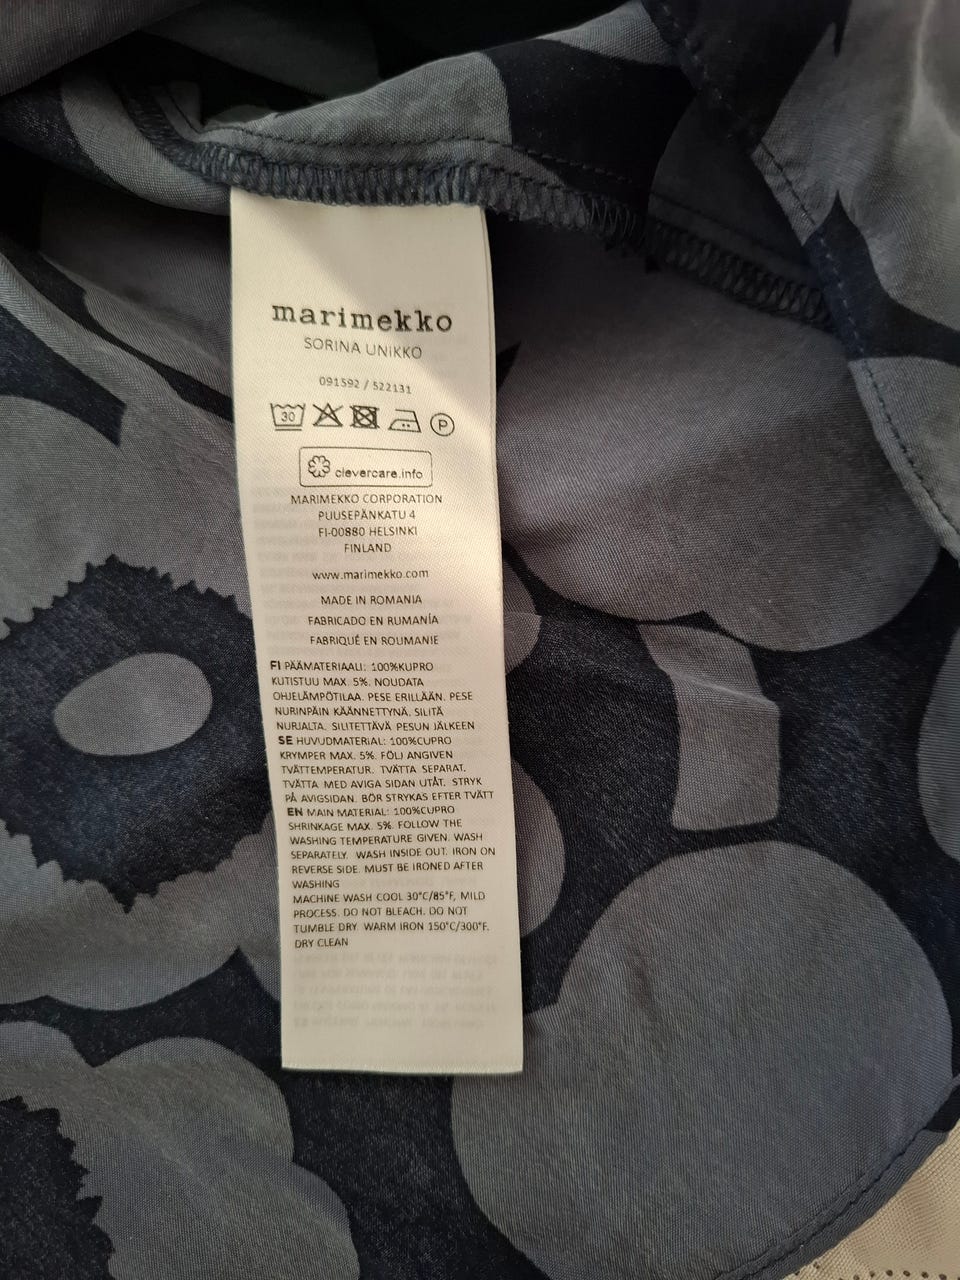 marimekko
SORINA UNIKKO
091592 / 522131
30 P
clevercare.info
MARIMEKKO CORPORATION
PUUSEPÄNKATU 4
FI-00880 HELSINKI
FINLAND
www.marimekko.com
MADE IN ROMANIA
FABRICADO EN RUMANÍA
FABRIQUÉ EN ROUMANIE
FI PÄÄMATERIAALI: 100%KUPRO
KUTISTUU MAX. 5%. NOUDATA
OHJELÄMPÖTILAA. PESE ERILLÄÄN. PESE
NURINPÄIN KÄÄNNETTYNÄ. SILITÄ
NURJALTA. SILITETTÄVÄ PESUN JÄLKEEN
SE HUVUDMATERIAL: 100%CUPRO
KRYMPER MAX. 5%. FÖLJ ANGIVEN
TVÄTTEMPERATUR. TVÄTTA SEPARAT.
TVÄTTA MED AVIGA SIDAN UTÅT. STRYK
PÅ AVIGSIDAN. BÖR STRYKAS EFTER TVÄTT
EN MAIN MATERIAL: 100%CUPRO
SHRINKAGE MAX. 5%. FOLLOW THE
WASHING TEMPERATURE GIVEN. WASH
SEPARATELY. WASH INSIDE OUT. IRON ON
REVERSE SIDE. MUST BE IRONED AFTER
WASHING
MACHINE WASH COOL 30°C/85°F, MILD
PROCESS. DO NOT BLEACH. DO NOT
TUMBLE DRY. WARM IRON 150°C/300°F.
DRY CLEAN